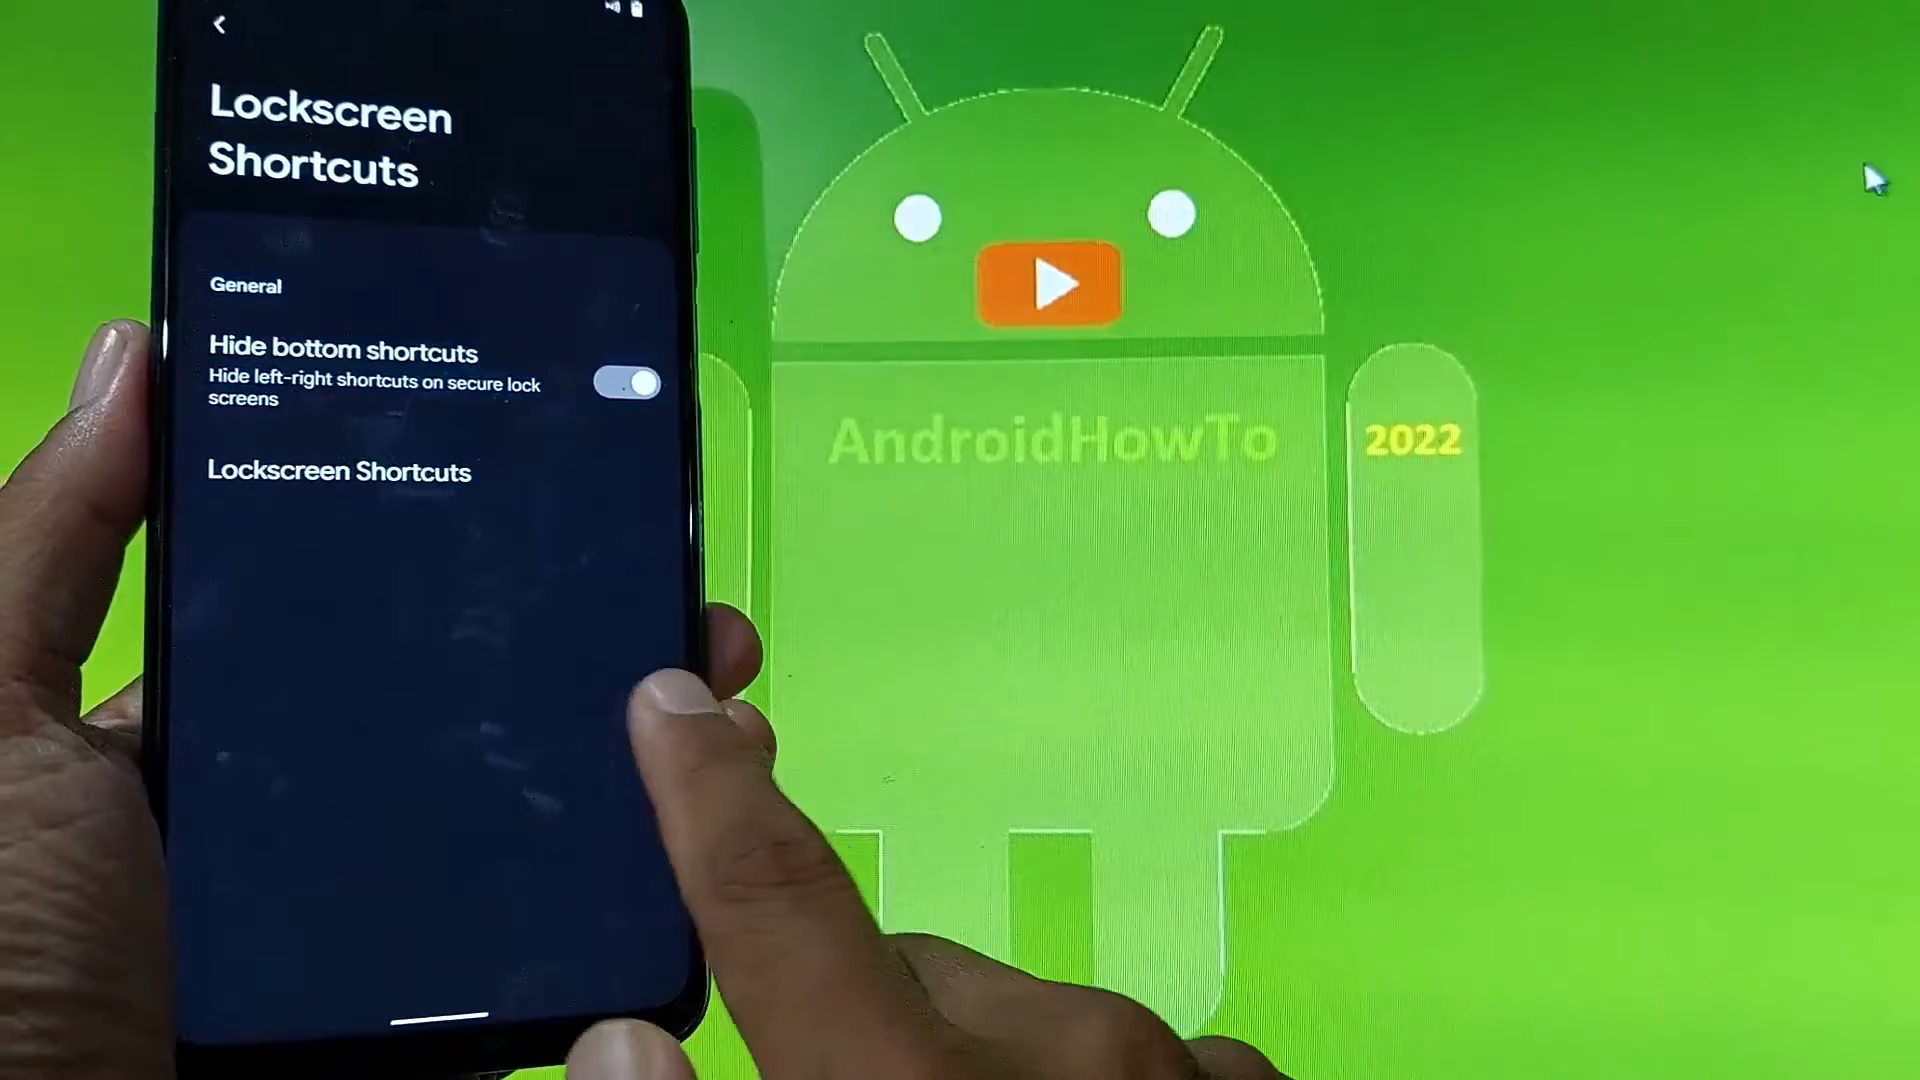 Lockscreen
Shortcuts
General
Hide bottom shortcuts
Hide left-right shortcuts on secure lock
screens
Lockscreen Shortcuts
AndroidHowTo
2022